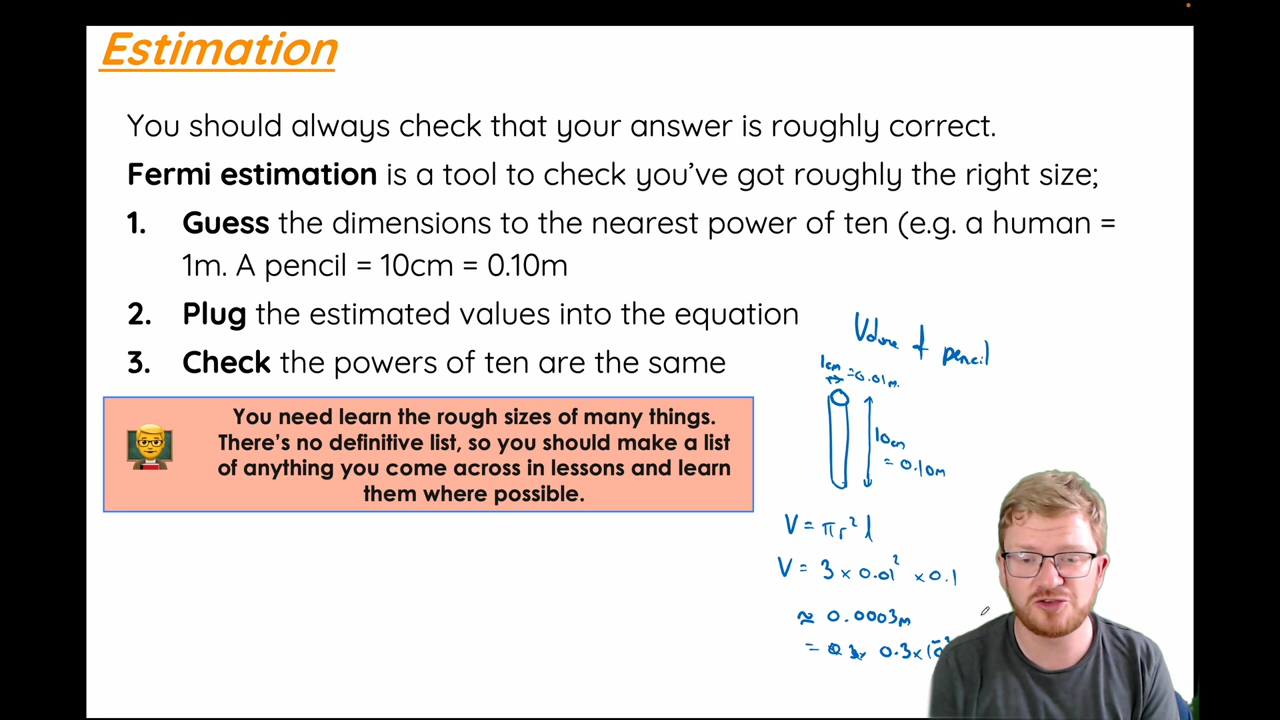 Estimation
You should always check that your answer is roughly correct.
Fermi estimation is a tool to check you've got roughly the right size;
1. Guess the dimensions to the nearest power of ten (e.g. a human =
1m. A pencil = 10cm = 0.10m
2. Plug the estimated values into the equation
3. Check the powers of ten are the same
You need learn the rough sizes of many things.
There's no definitive list, so you should make a list
of anything you come across in lessons and learn
them where possible.
Volume of pencil
1cm = 0.01m.
10cm
= 0.10m
V = πr² l
V = 3 × 0.01² × 0.1
≈ 0.0003m
= 0.3 × 10⁻³